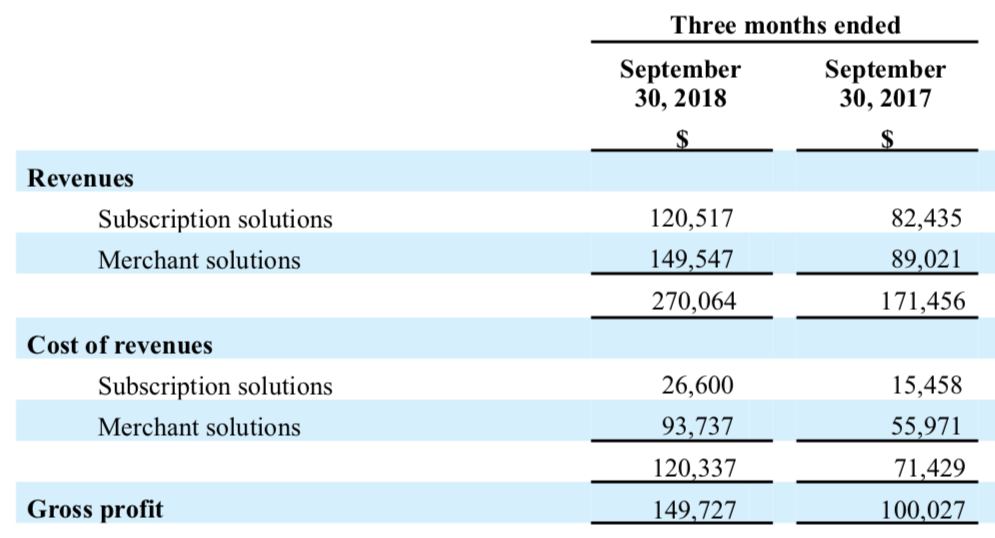 Three months ended
September 30, 2018 September 30, 2017
$ $
Revenues
Subscription solutions 120,517 82,435
Merchant solutions 149,547 89,021
270,064 171,456
Cost of revenues
Subscription solutions 26,600 15,458
Merchant solutions 93,737 55,971
120,337 71,429
Gross profit 149,727 100,027